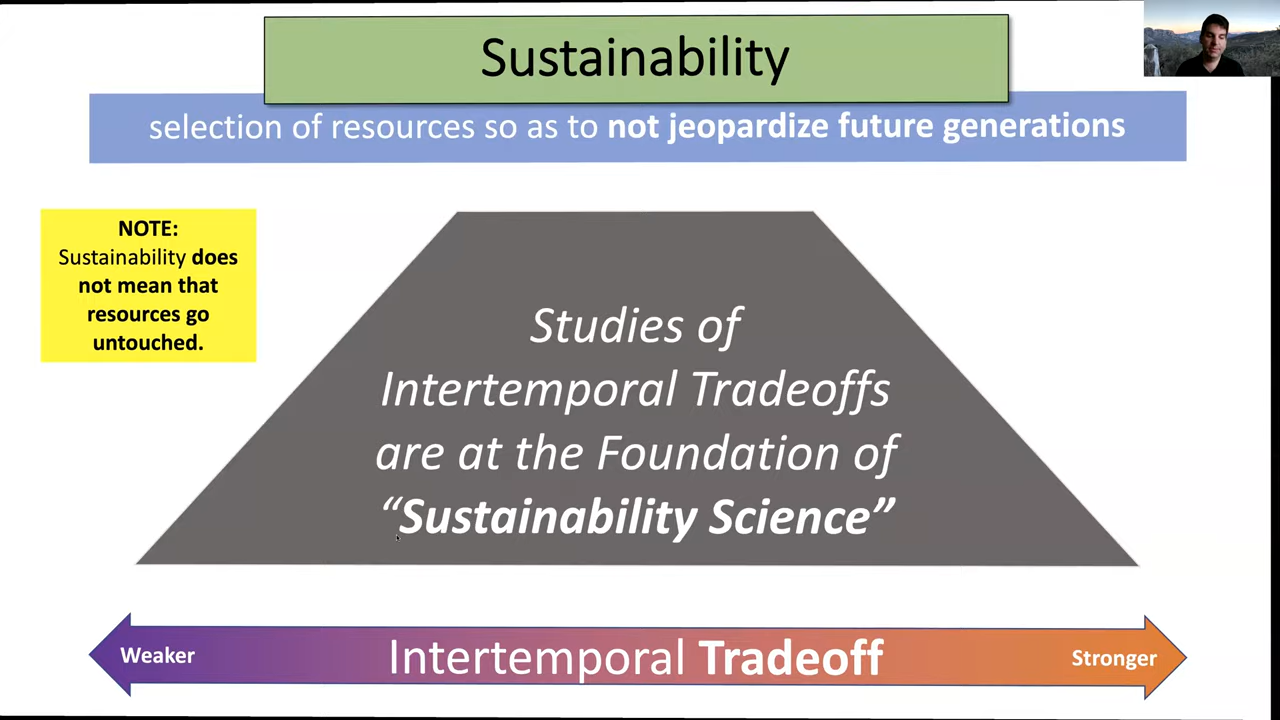 Sustainability
selection of resources so as to not jeopardize future generations
NOTE:
Sustainability does
not mean that
resources go
untouched.
Studies of
Intertemporal Tradeoffs
are at the Foundation of
“Sustainability Science”
Weaker
Intertemporal Tradeoff
Stronger